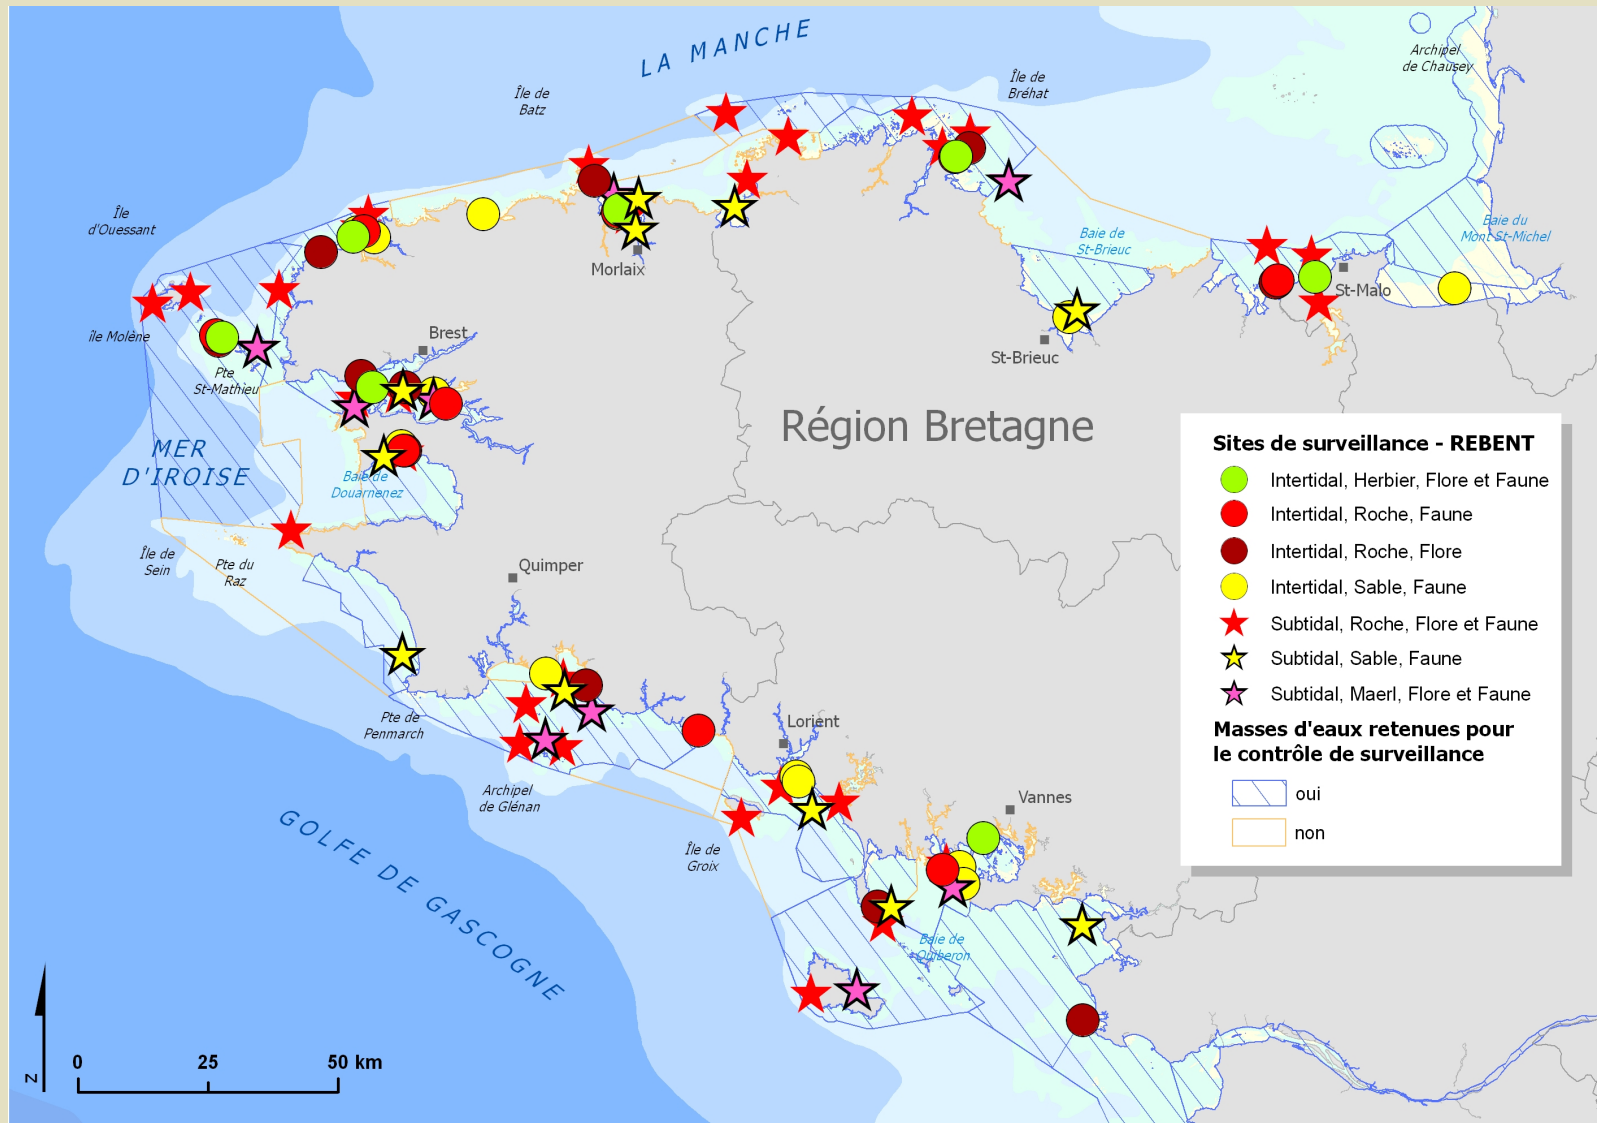 LA MANCHE
Archipel
de Chausey
Île de
Bréhat
Île de
Batz
Île
d'Ouessant
Baie du
Mont St-Michel
Baie de
St-Brieuc
Morlaix
St-Malo
île Molène
Brest
St-Brieuc
Pte
St-Mathieu
Région Bretagne
MER
D'IROISE
Baie de
Douarnenez
Île de
Sein
Pte du
Raz
Quimper
Pte de
Penmarch
Lorient
Archipel
de Glénan
Vannes
Île de
Groix
GOLFE DE GASCOGNE
Baie de
Quiberon
Sites de surveillance - REBENT
Intertidal, Herbier, Flore et Faune
Intertidal, Roche, Faune
Intertidal, Roche, Flore
Intertidal, Sable, Faune
Subtidal, Roche, Flore et Faune
Subtidal, Sable, Faune
Subtidal, Maerl, Flore et Faune
Masses d'eaux retenues pour
le contrôle de surveillance
oui
non
N
0 25 50 km